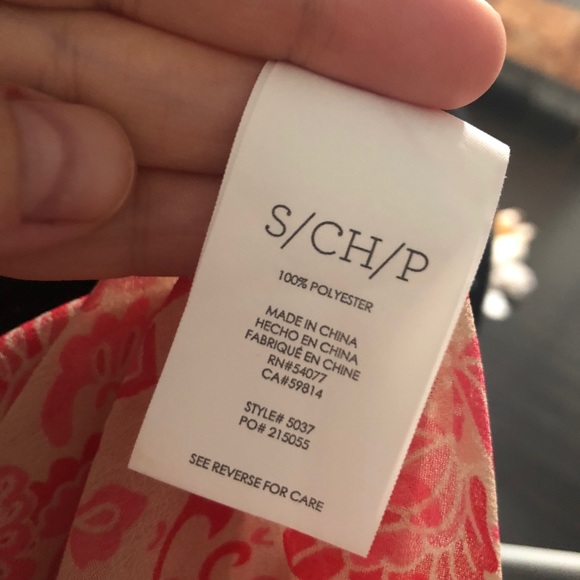 S/CH/P
100% POLYESTER
MADE IN CHINA
HECHO EN CHINA
FABRIQUÉ EN CHINE
RN#54077
CA#59814
STYLE# 5037
PO# 215055
SEE REVERSE FOR CARE